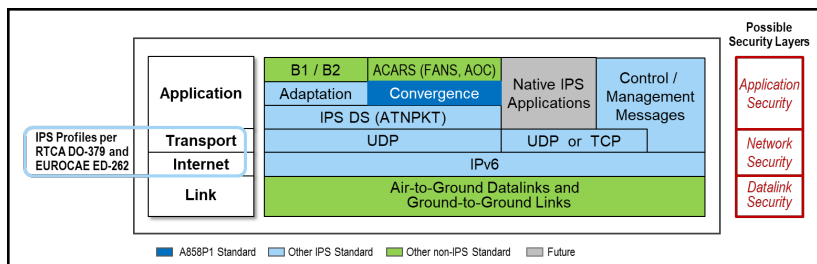 Possible
Security Layers
Application
B1 / B2
ACARS (FANS, AOC)
Native IPS
Applications
Control /
Management
Messages
Adaptation
Convergence
IPS DS (ATNPKT)
Application
Security
IPS Profiles per
RTCA DO-379 and
EUROCAE ED-262
Transport
UDP
UDP or TCP
Internet
IPv6
Network
Security
Link
Air-to-Ground Datalinks and
Ground-to-Ground Links
Datalink
Security
A858P1 Standard
Other IPS Standard
Other non-IPS Standard
Future